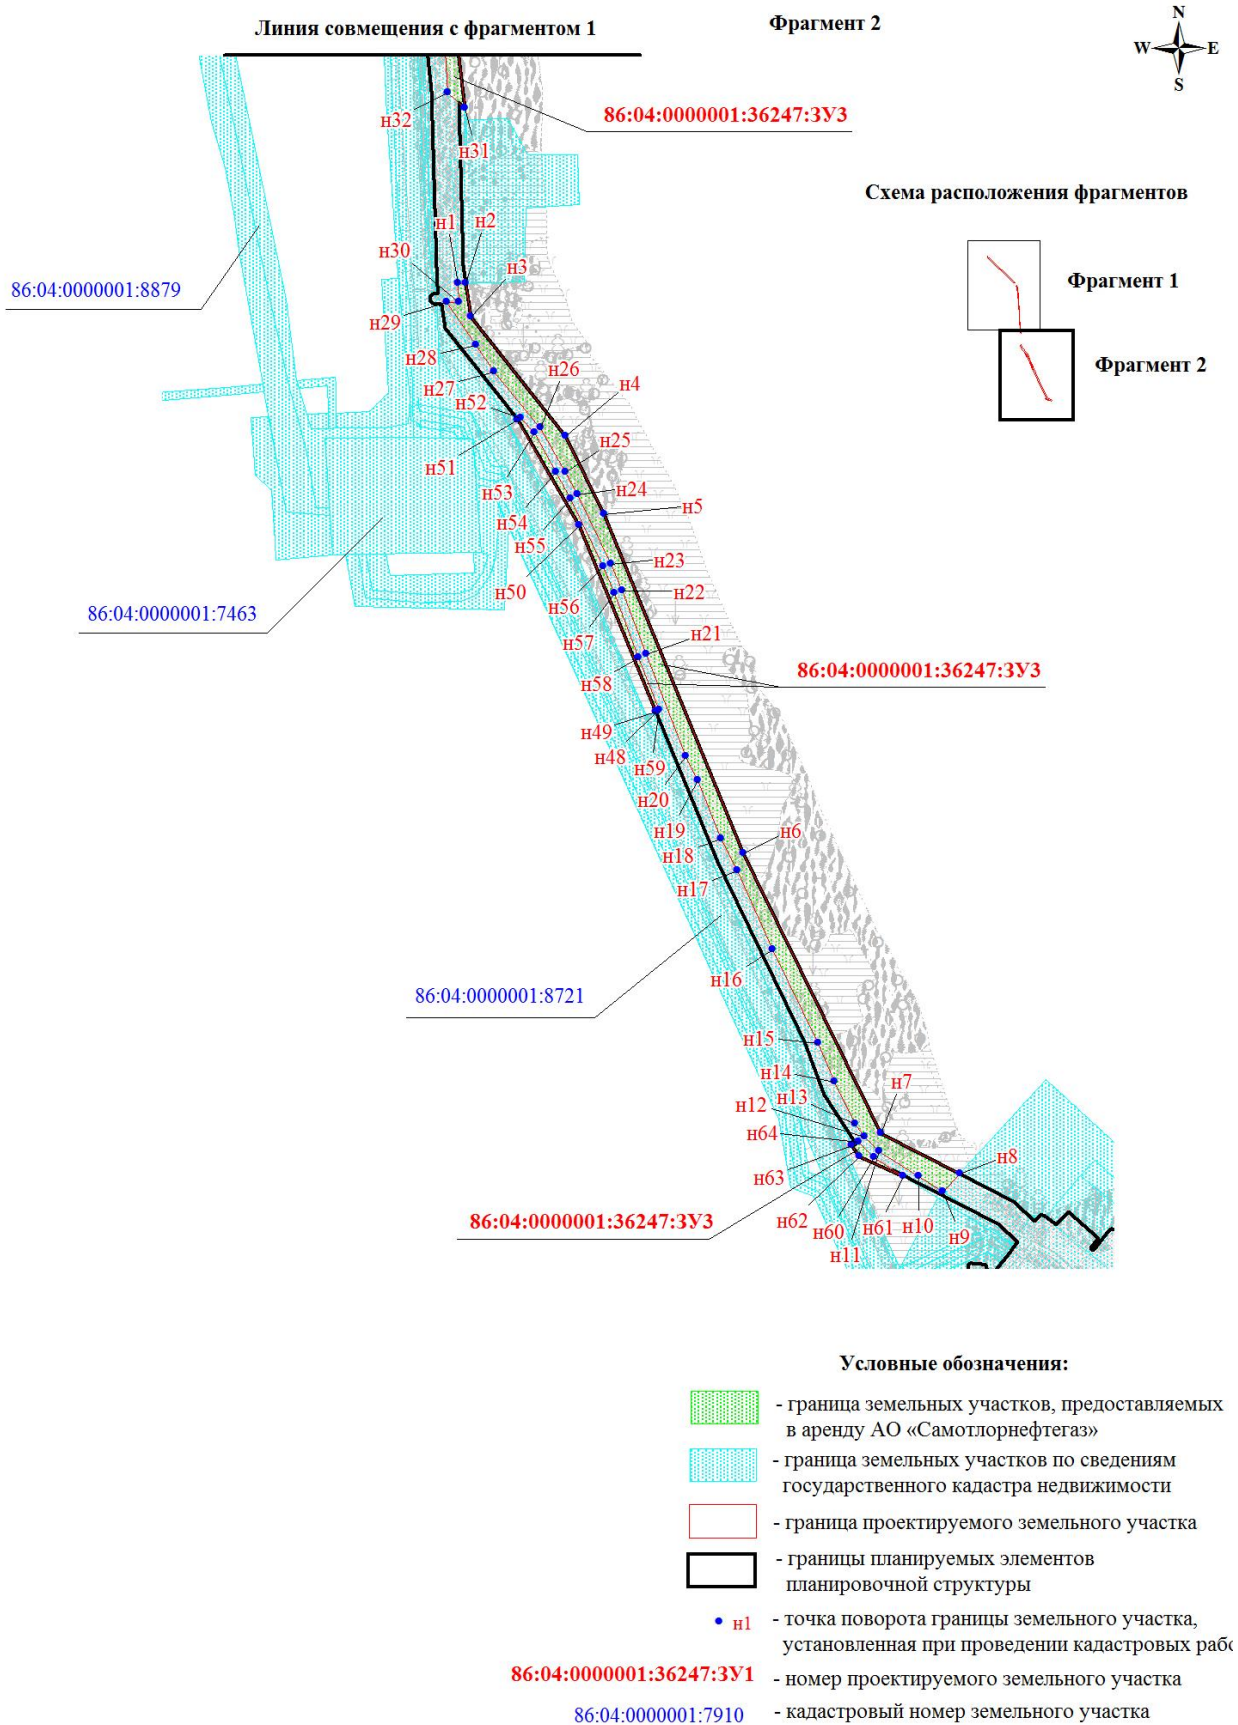 Линия совмещения с фрагментом 1
Фрагмент 2
N
W
E
S
н32
86:04:0000001:36247:ЗУ3
н31
Схема расположения фрагментов
н1
н2
н30
н3
Фрагмент 1
86:04:0000001:8879
н29
н28
Фрагмент 2
н26
н4
н27
н52
н25
н51
н53
н24
н54
н5
н55
н23
н50
н22
н56
86:04:0000001:7463
н57
н21
86:04:0000001:36247:ЗУ3
н58
н49
н48
н59
н20
н19
н6
н18
н17
н16
86:04:0000001:8721
н15
н14
н7
н13
н12
н64
н8
н63
86:04:0000001:36247:ЗУ3
н62
н60
н61
н10
н9
н11
Условные обозначения:
- граница земельных участков, предоставляемых
в аренду АО «Самотлорнефтегаз»
- граница земельных участков по сведениям
государственного кадастра недвижимости
- граница проектируемого земельного участка
- границы планируемых элементов
планировочной структуры
н1 - точка поворота границы земельного участка,
установленная при проведении кадастровых рабо
86:04:0000001:36247:ЗУ1 - номер проектируемого земельного участка
86:04:0000001:7910 - кадастровый номер земельного участка